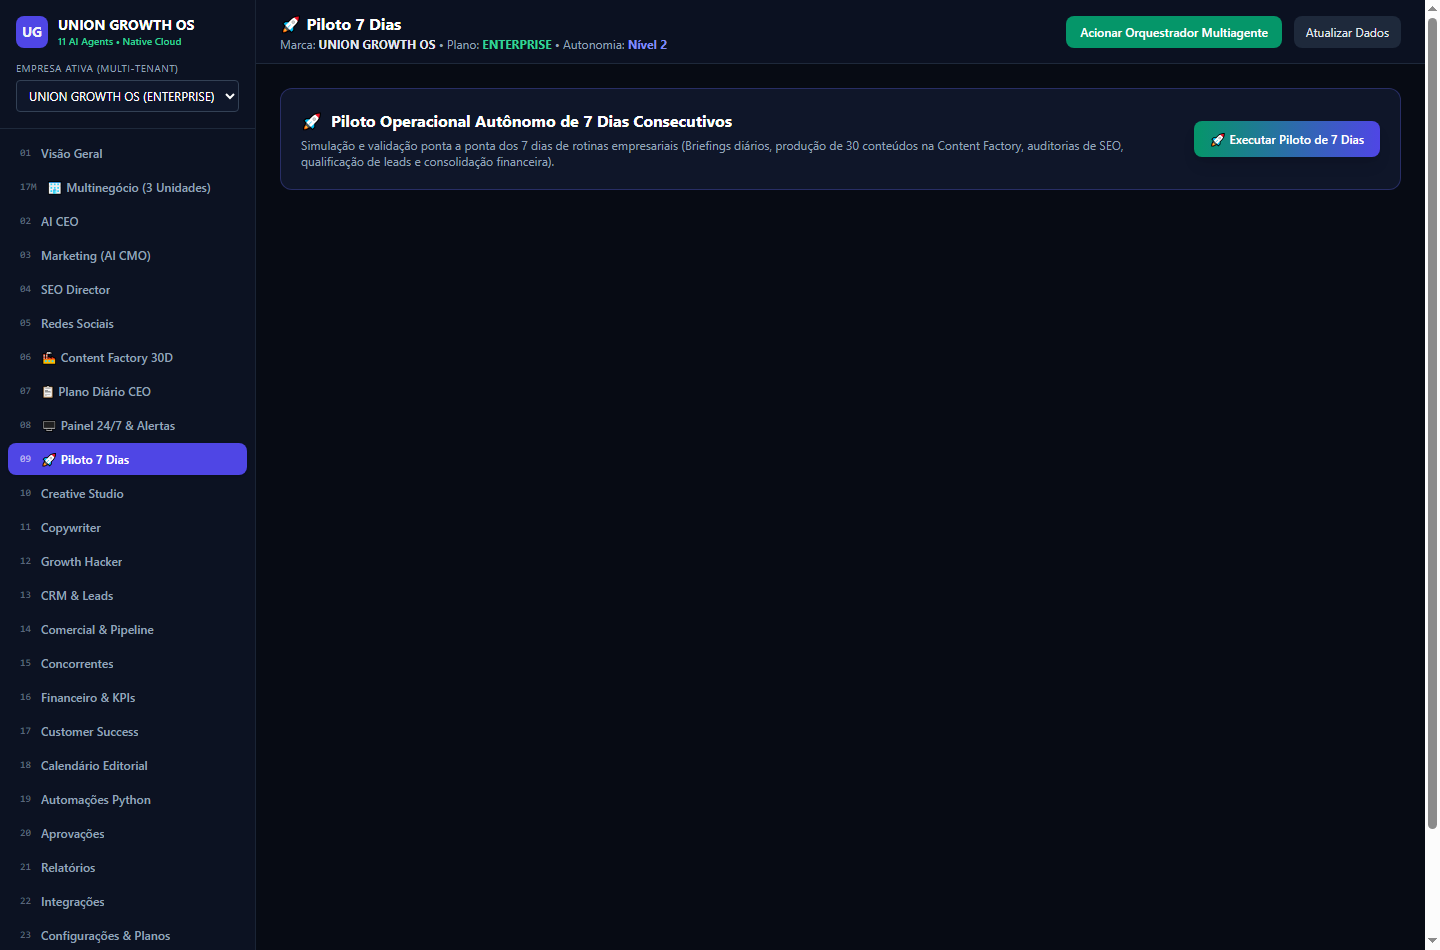 UG
UNION GROWTH OS
11 AI Agents • Native Cloud
EMPRESA ATIVA (MULTI-TENANT)
UNION GROWTH OS (ENTERPRISE)
01 Visão Geral
17M Multinegócio (3 Unidades)
02 AI CEO
03 Marketing (AI CMO)
04 SEO Director
05 Redes Sociais
06 Content Factory 30D
07 Plano Diário CEO
08 Painel 24/7 & Alertas
09 Piloto 7 Dias
10 Creative Studio
11 Copywriter
12 Growth Hacker
13 CRM & Leads
14 Comercial & Pipeline
15 Concorrentes
16 Financeiro & KPIs
17 Customer Success
18 Calendário Editorial
19 Automações Python
20 Aprovações
21 Relatórios
22 Integrações
23 Configurações & Planos
Piloto 7 Dias
Marca: UNION GROWTH OS • Plano: ENTERPRISE • Autonomia: Nível 2
Acionar Orquestrador Multiagente
Atualizar Dados
Piloto Operacional Autônomo de 7 Dias Consecutivos
Simulação e validação ponta a ponta dos 7 dias de rotinas empresariais (Briefings diários, produção de 30 conteúdos na Content Factory, auditorias de SEO,
qualificação de leads e consolidação financeira).
Executar Piloto de 7 Dias